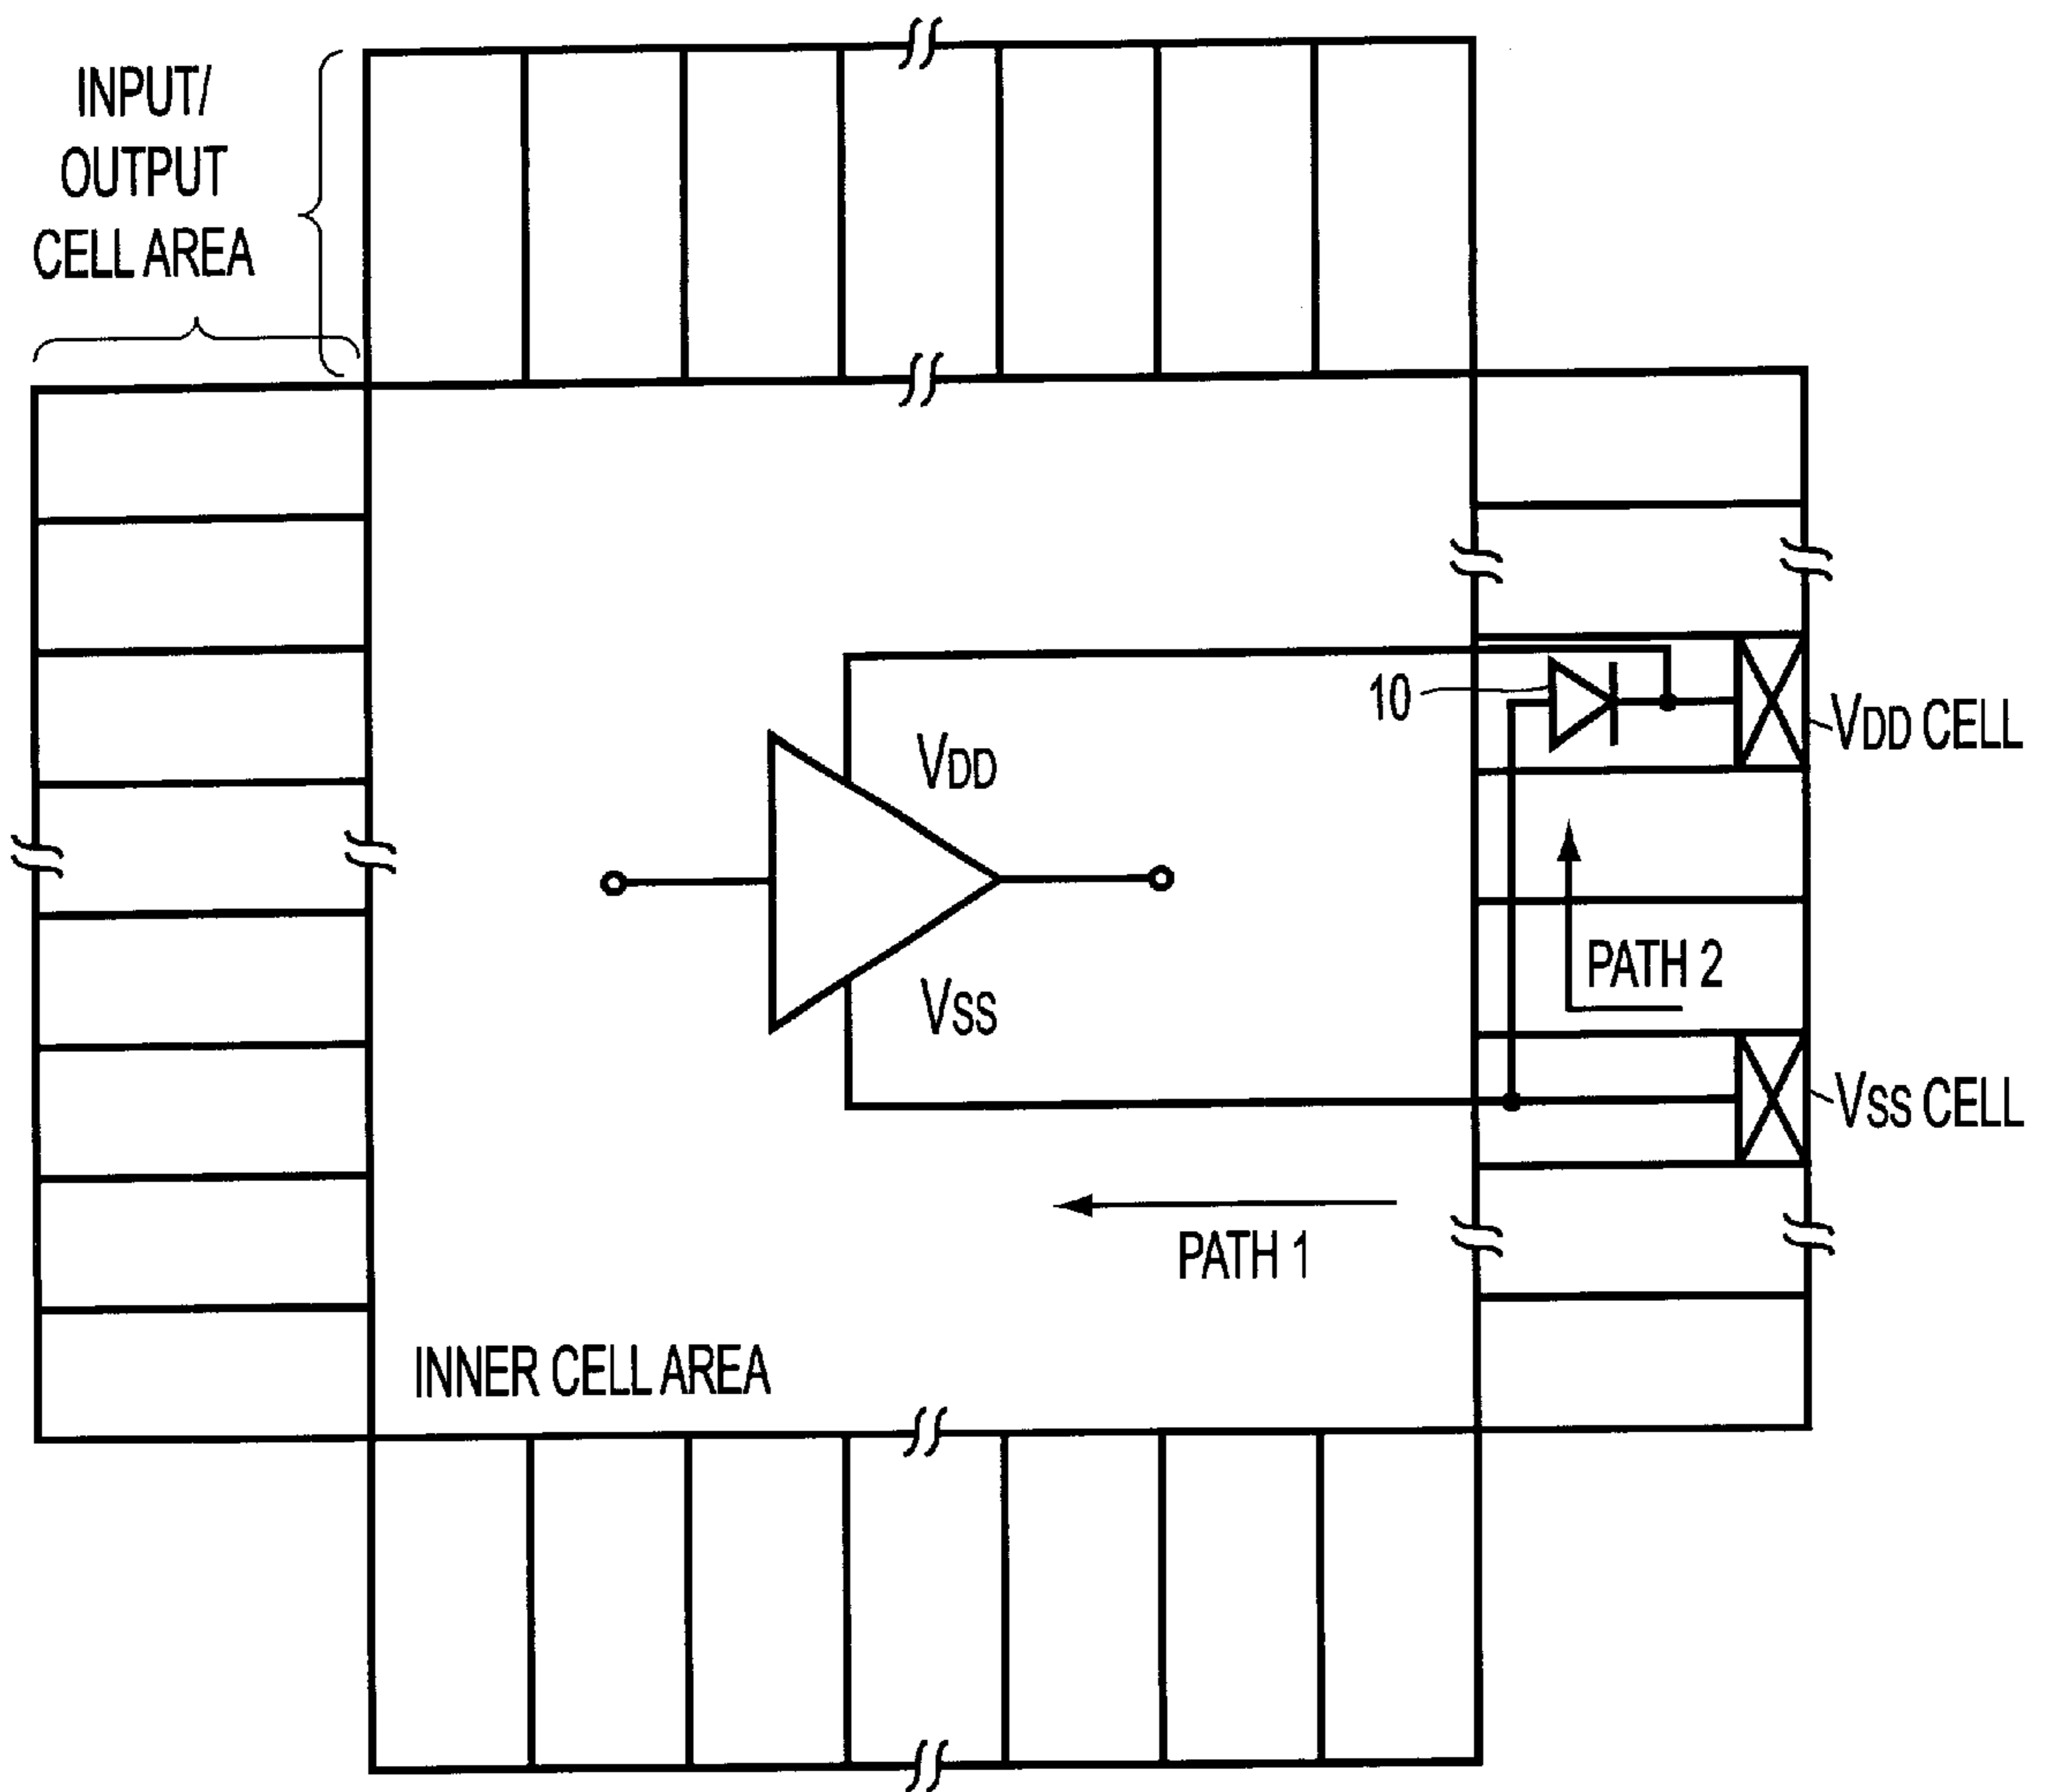 INPUT/
OUTPUT
CELL AREA
10
VDD CELL
VDD
PATH 2
VSS
VSS CELL
PATH 1
INNER CELL AREA